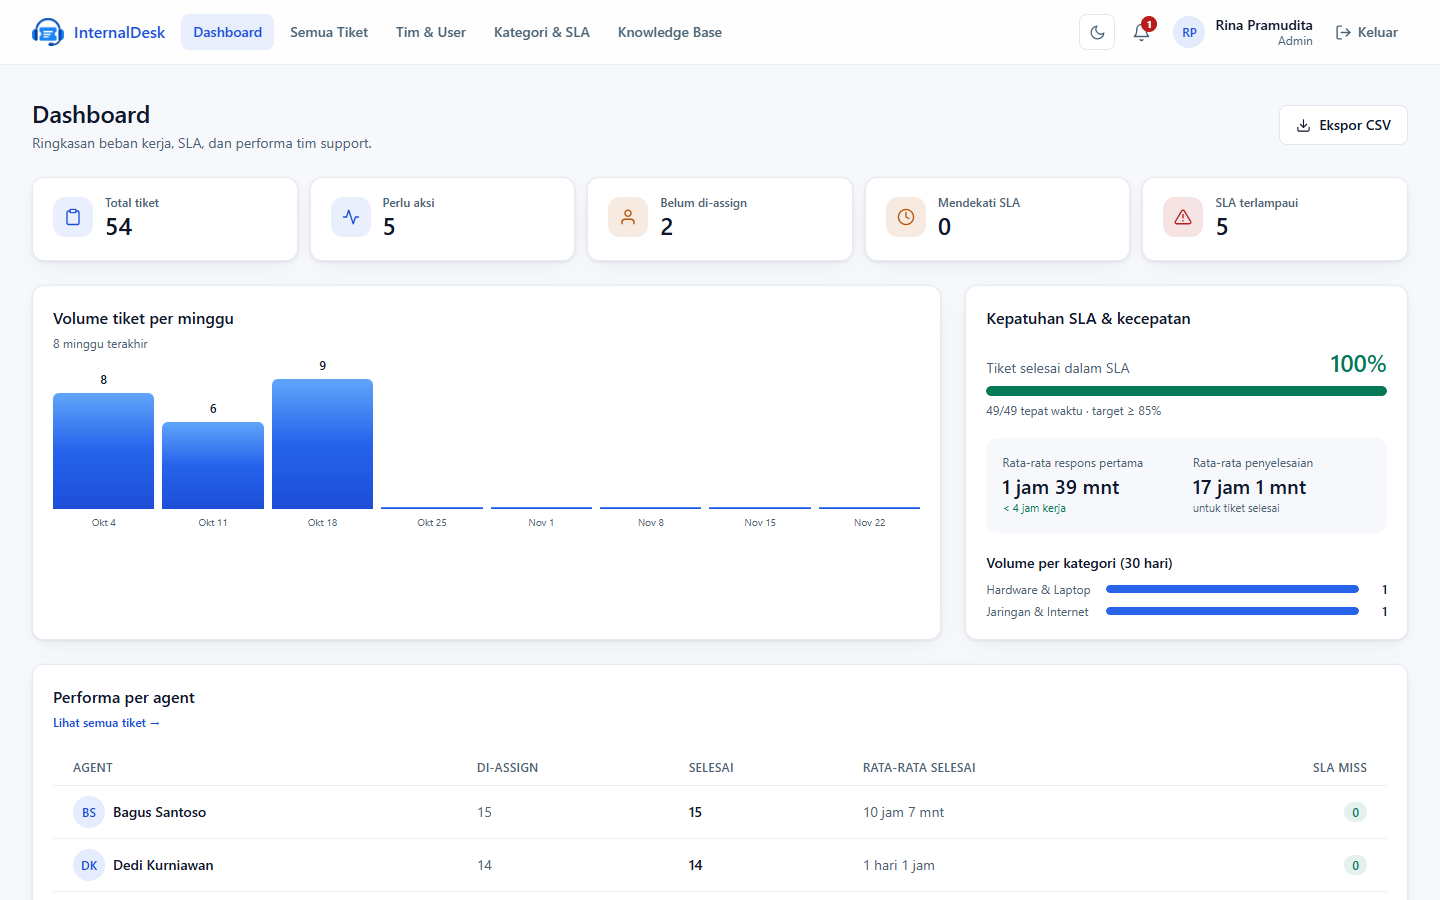 InternalDesk
Dashboard
Semua Tiket
Tim & User
Kategori & SLA
Knowledge Base
1
RP
Rina Pramudita
Admin
Keluar
Dashboard
Ringkasan beban kerja, SLA, dan performa tim support.
Ekspor CSV
Total tiket
54
Perlu aksi
5
Belum di-assign
2
Mendekati SLA
0
SLA terlampaui
5
Volume tiket per minggu
8 minggu terakhir
8
6
9
Okt 4
Okt 11
Okt 18
Okt 25
Nov 1
Nov 8
Nov 15
Nov 22
Kepatuhan SLA & kecepatan
Tiket selesai dalam SLA
100%
49/49 tepat waktu · target ≥ 85%
Rata-rata respons pertama
1 jam 39 mnt
< 4 jam kerja
Rata-rata penyelesaian
17 jam 1 mnt
untuk tiket selesai
Volume per kategori (30 hari)
Hardware & Laptop
1
Jaringan & Internet
1
Performa per agent
Lihat semua tiket →
AGENT
DI-ASSIGN
SELESAI
RATA-RATA SELESAI
SLA MISS
BS
Bagus Santoso
15
15
10 jam 7 mnt
0
DK
Dedi Kurniawan
14
14
1 hari 1 jam
0